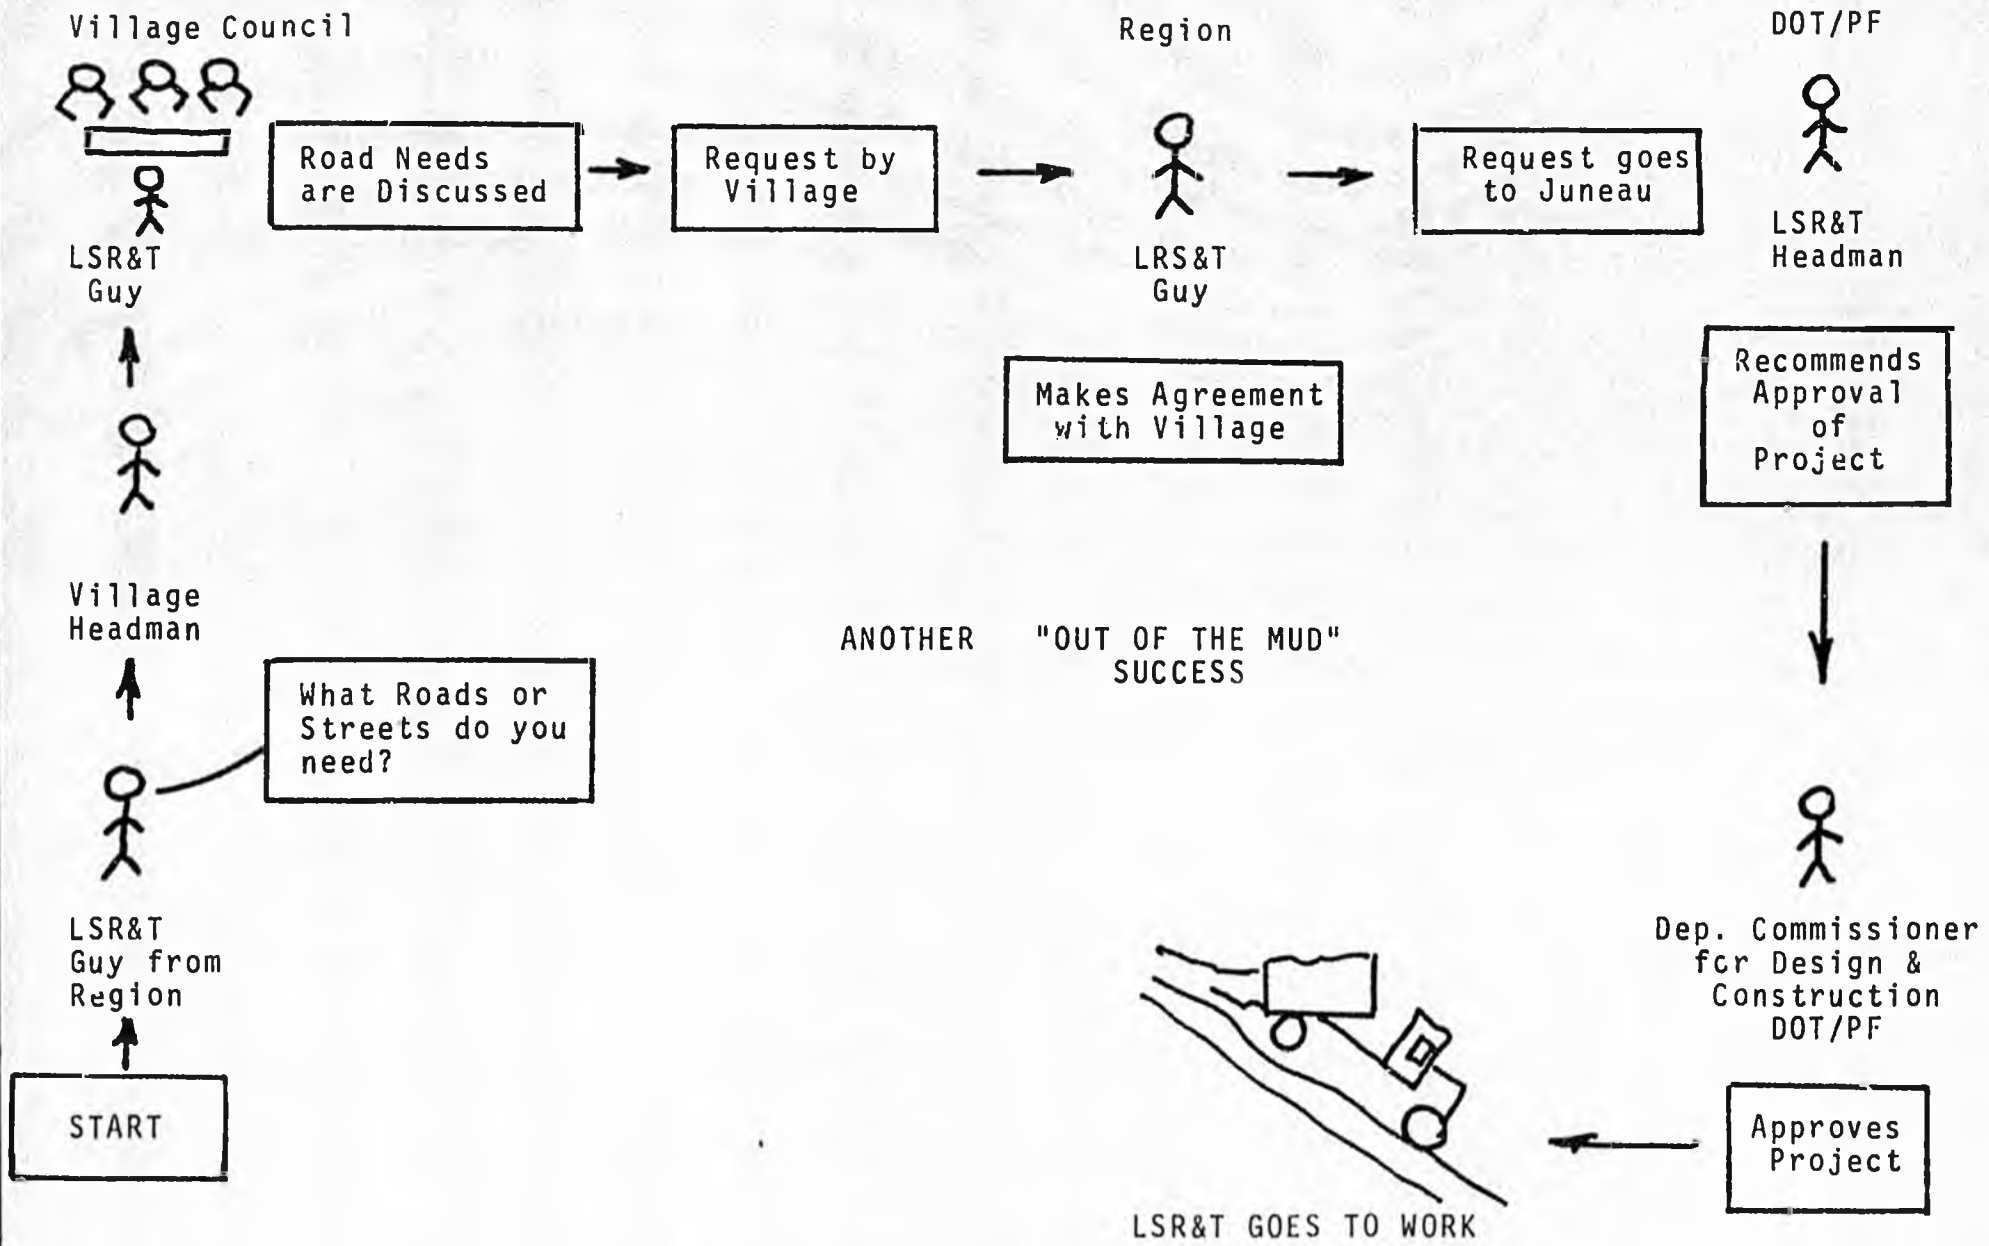 Village Council
LSR&T
Guy
Road Needs
are Discussed
Request by
Village
Region
LRS&T
Guy
Makes Agreement
with Village
Request goes
to Juneau
DOT/PF
LSR&T
Headman
Recommends
Approval
of
Project
Village
Headman
What Roads or
Streets do you
need?
LSR&T
Guy from
Region
START
ANOTHER "OUT OF THE MUD"
SUCCESS
Dep. Commissioner
for Design &
Construction
DOT/PF
Approves
Project
LSR&T GOES TO WORK